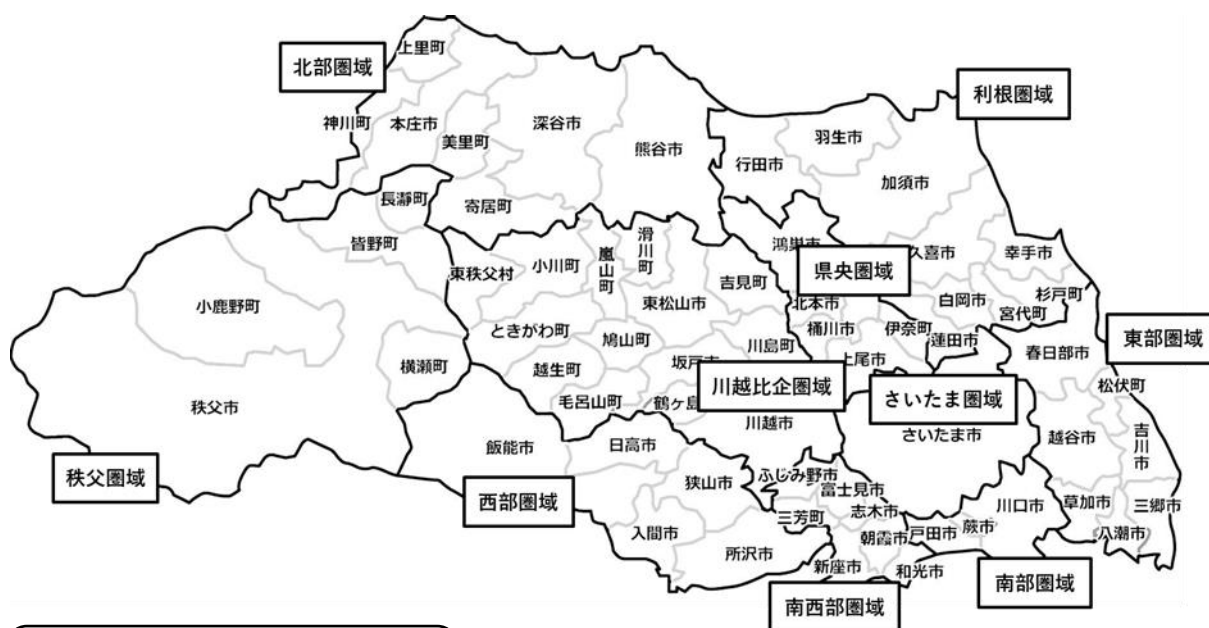 上里町
北部圏域
利根圏域
神川町
本庄市
美里町
深谷市
熊谷市
羽生市
行田市
加須市
長瀞町
寄居町
皆野町
鴻巣市
久喜市
幸手市
県央圏域
東秩父村
小川町
嵐山町
滑川町
吉見町
東松山市
北本市
白岡市
杉戸町
宮代町
小鹿野町
ときがわ町
鳩山町
川島町
桶川市
伊奈町
蓮田市
春日部市
東部圏域
横瀬町
越生町
坂戸市
上尾市
松伏町
川越比企圏域
さいたま圏域
秩父市
毛呂山町
鶴ヶ島
川越市
さいたま市
越谷市
吉川市
飯能市
日高市
秩父圏域
西部圏域
狭山市
ふじみ野市
富士見市
三芳町
志木市
川口市
草加市
三郷市
入間市
所沢市
朝霞市
戸田市
蕨市
八潮市
新座市
和光市
南部圏域
南西部圏域